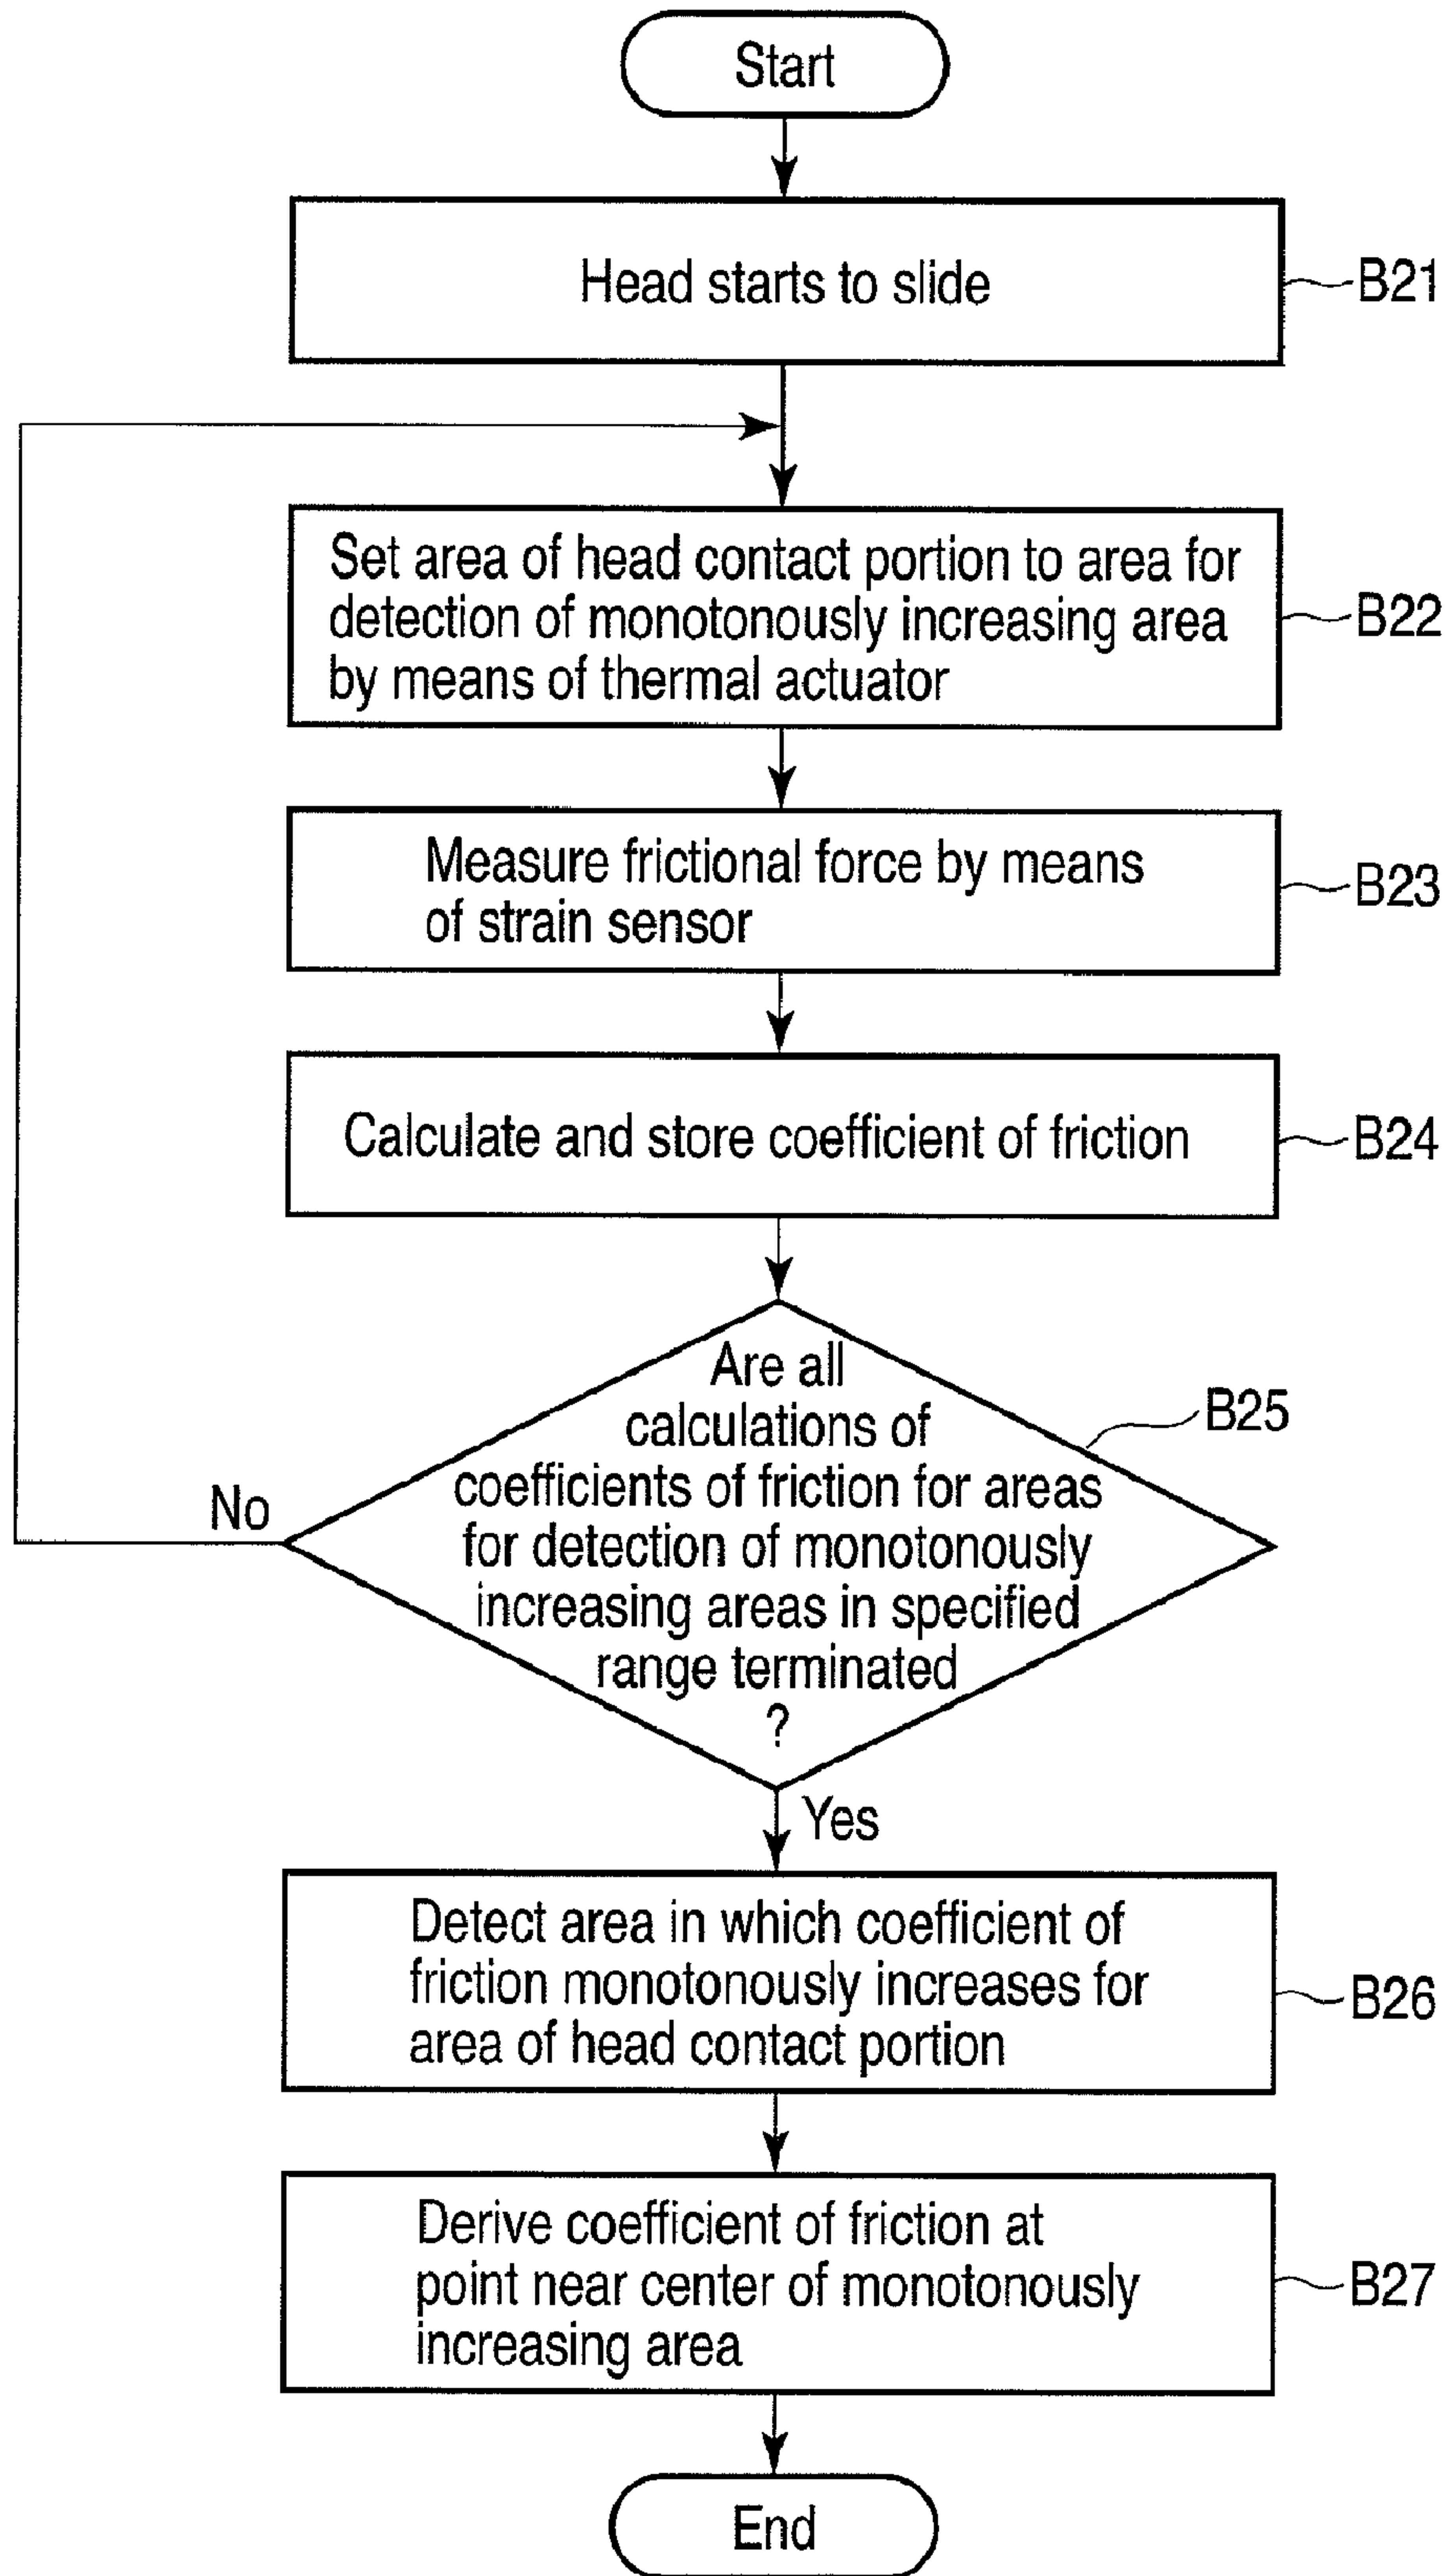 Start
Head starts to slide
B21
Set area of head contact portion to area for
detection of monotonously increasing area
by means of thermal actuator
B22
Measure frictional force by means
of strain sensor
B23
Calculate and store coefficient of friction
B24
Are all
calculations of
coefficients of friction for areas
for detection of monotonously
increasing areas in specified
range terminated
?
B25
No
Yes
Detect area in which coefficient of
friction monotonously increases for
area of head contact portion
B26
Derive coefficient of friction at
point near center of monotonously
increasing area
B27
End